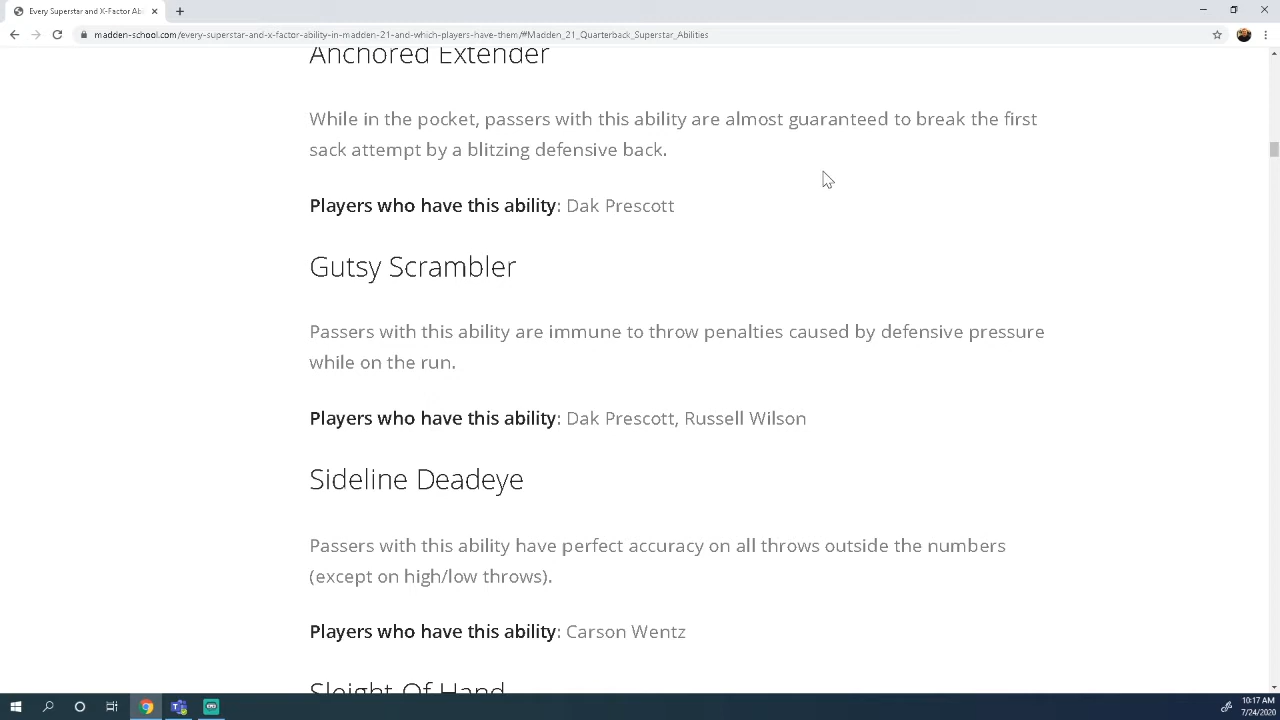 Every Superstar and X-Factor Abi
madden-school.com/every-superstar-and-x-factor-ability-in-madden-21-and-which-players-have-them/#Madden_21_Quarterback_Superstar_Abilities
Anchored Extender
While in the pocket, passers with this ability are almost guaranteed to break the first
sack attempt by a blitzing defensive back.
Players who have this ability: Dak Prescott
Gutsy Scrambler
Passers with this ability are immune to throw penalties caused by defensive pressure
while on the run.
Players who have this ability: Dak Prescott, Russell Wilson
Sideline Deadeye
Passers with this ability have perfect accuracy on all throws outside the numbers
(except on high/low throws).
Players who have this ability: Carson Wentz
Sleight Of Hand
10:17 AM
7/24/2020